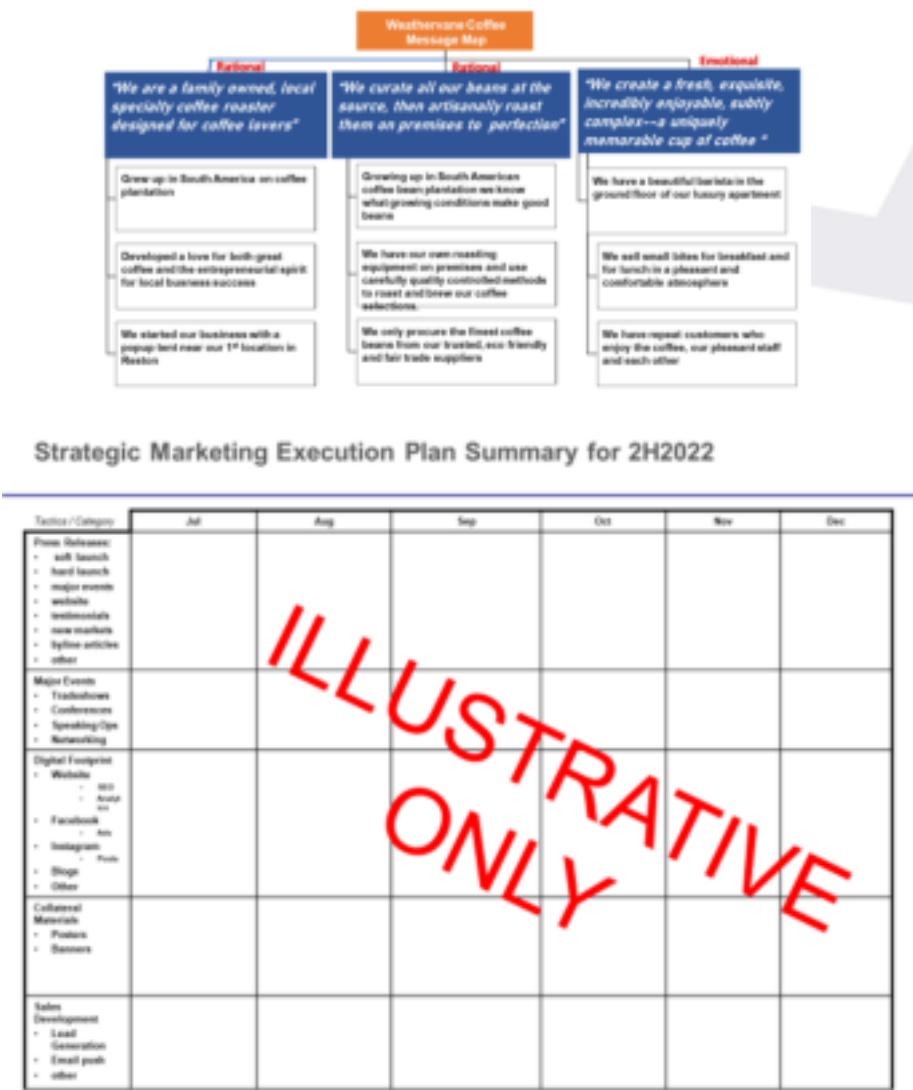 Weathervane Coffee
Message Map
Rational
Rational
Emotional
"We are a family owned, local
specialty coffee roaster
designed for coffee lovers"
Grew up in South America on coffee
plantation
Developed a love for both great
coffee and the entrepreneurial spirit
for local business success
We started our business with a
popup tent near our 1st location in
Reston
"We curate all our beans at the
source, then artisanally roast
them on premises to perfection"
Growing up in South American
coffee bean plantation we know
what growing conditions make good
beans
We have our own roasting
equipment on premises and use
carefully quality controlled methods
to roast and brew our coffee
selections.
We only procure the finest coffee
beans from our trusted, eco friendly
and fair trade suppliers
"We create a fresh, exquisite,
incredibly enjoyable, subtly
complex---a uniquely
memorable cup of coffee "
We have a beautiful barista in the
ground floor of our luxury apartment
We sell small bites for breakfast and
for lunch in a pleasant and
comfortable atmosphere
We have repeat customers who
enjoy the coffee, our pleasant staff
and each other
Strategic Marketing Execution Plan Summary for 2H2022
Tactics / Category Jul Aug Sep Oct Nov Dec
Press Releases:
• soft launch
• hard launch
• major events
• website
• testimonials
• new markets
• byline articles
• other
Major Events
• Tradeshows
• Conferences
• Speaking Ops
• Networking
Digital Footprint
• Website
• SEO
• Analyt
ics
• Facebook
• Ads
• Instagram
• Posts
• Blogs
• Other
Collateral
Materials
• Posters
• Banners
Sales
Development
• Lead
Generation
• Email push
• other
ILLUSTRATIVE
ONLY